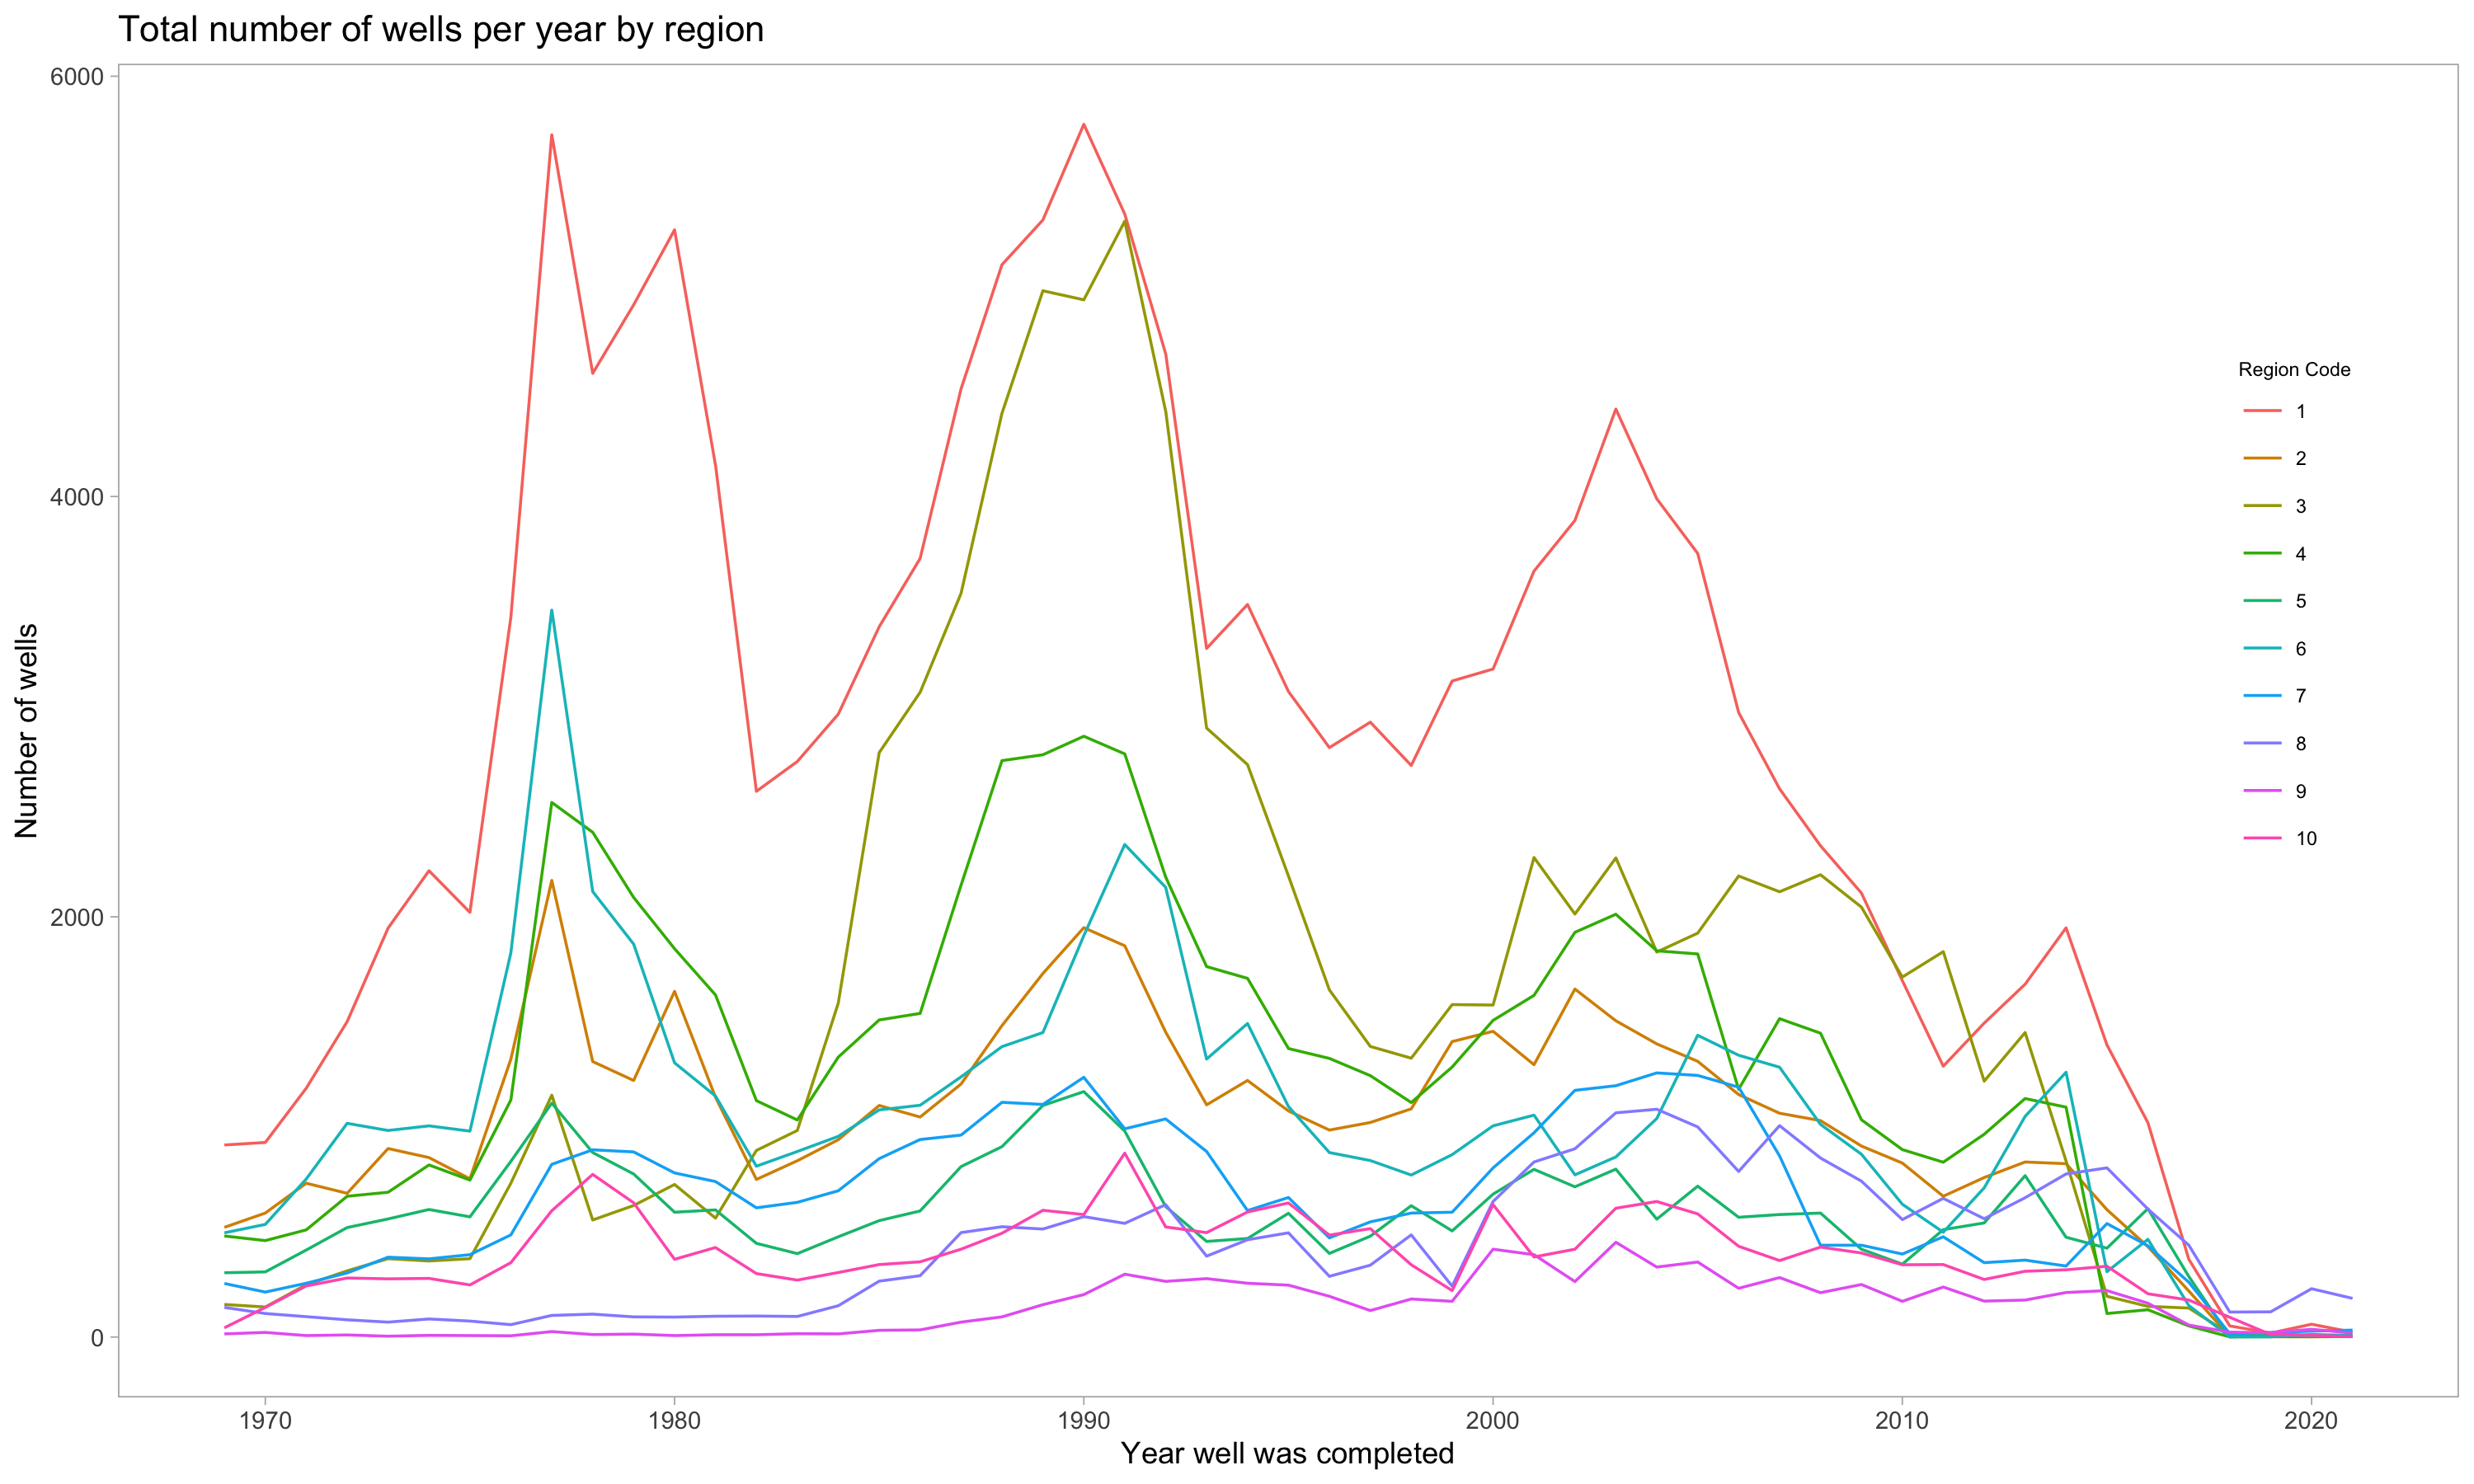 Total number of wells per year by region
6000
4000
2000
0
Number of wells
1970 1980 1990 2000 2010 2020
Year well was completed
Region Code
1
2
3
4
5
6
7
8
9
10